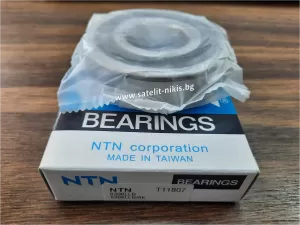 www.satelit-nikis.bg
BEARINGS
NTN corporation
MADE IN TAIWAN
NTN
BEARINGS
NTN
T11807